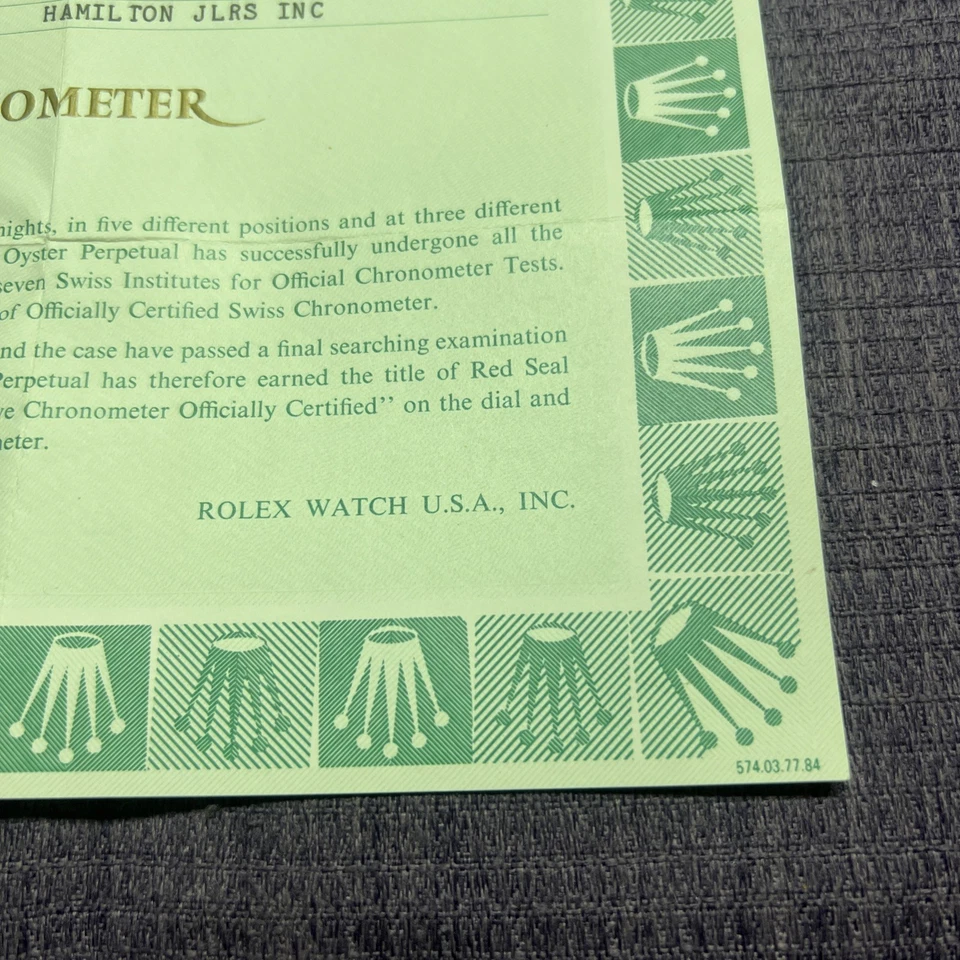 HAMILTON JLRS INC
OMETER
nights, in five different positions and at three different
Oyster Perpetual has successfully undergone all the
seven Swiss Institutes for Official Chronometer Tests.
of Officially Certified Swiss Chronometer.
nd the case have passed a final searching examination
Perpetual has therefore earned the title of Red Seal
ve Chronometer Officially Certified’’ on the dial and
eter.
ROLEX WATCH U.S.A., INC.
574.03.77.84